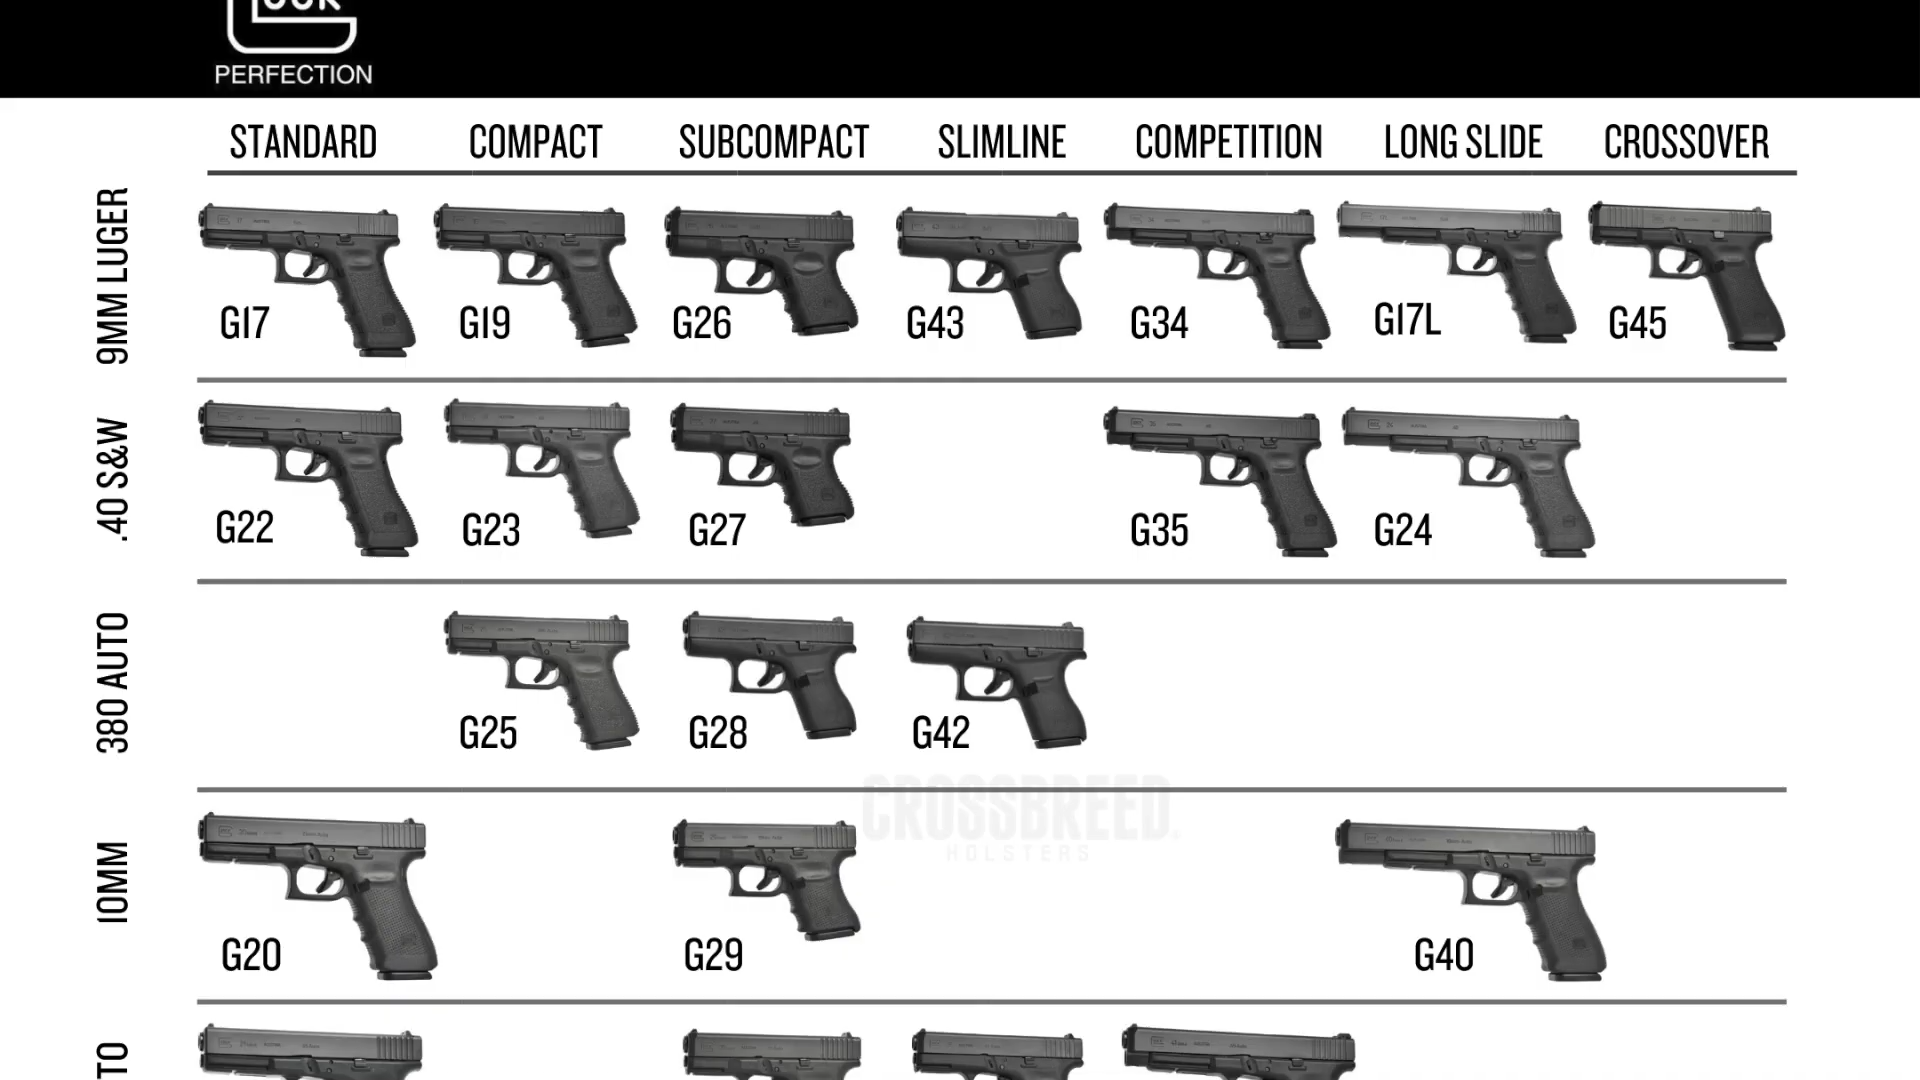 PERFECTION
STANDARD COMPACT SUBCOMPACT SLIMLINE COMPETITION LONG SLIDE CROSSOVER
9MM LUGER
G17 G19 G26 G43 G34 G17L G45
.40 S&W
G22 G23 G27 G35 G24
380 AUTO
G25 G28 G42
CROSSBREED
HOLSTERS
10MM
G20 G29 G40
TO